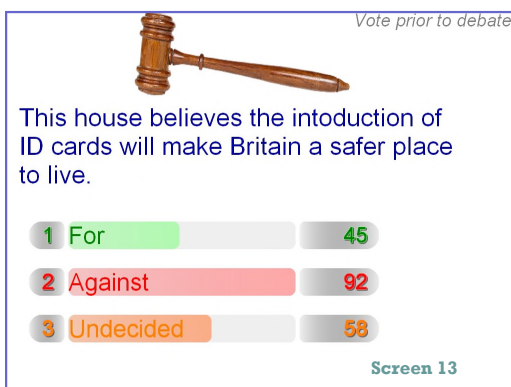 Vote prior to debate
This house believes the intoduction of
ID cards will make Britain a safer place
to live.
1 For 45
2 Against 92
3 Undecided 58
Screen 13